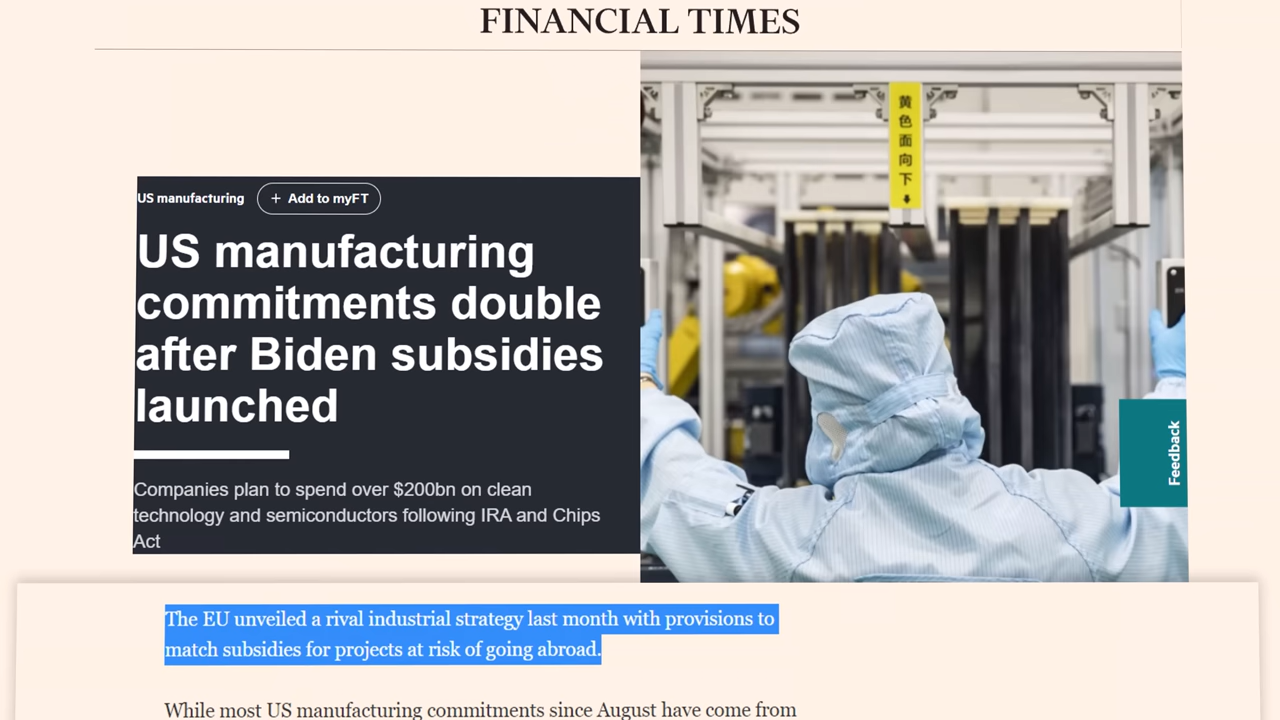 FINANCIAL TIMES
US manufacturing
+ Add to myFT
US manufacturing
commitments double
after Biden subsidies
launched
Companies plan to spend over $200bn on clean
technology and semiconductors following IRA and Chips
Act
黄色面向下
Feedback
The EU unveiled a rival industrial strategy last month with provisions to
match subsidies for projects at risk of going abroad.
While most US manufacturing commitments since August have come from